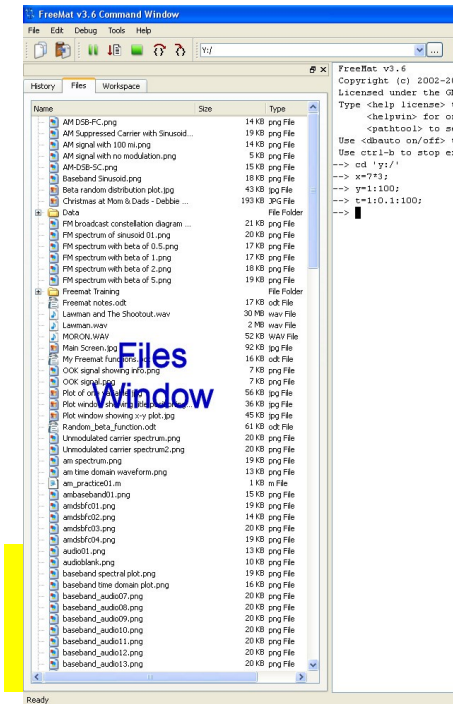 FreeMat v3.6 Command Window
File Edit Debug Tools Help
Y:/
History Files Workspace
Name Size Type
AM DSB-FC.png 14 KB png File
AM Suppressed Carrier with Sinusoid... 19 KB png File
AM signal with 100 mi.png 14 KB png File
AM signal with no modulation.png 5 KB png File
AM-DSB-SC.png 15 KB png File
Baseband Sinusoid.png 18 KB png File
Beta random distribution plot.jpg 43 KB jpg File
Christmas at Mom & Dads - Debbie ... 193 KB JPG File
Data File Folder
FM broadcast constellation diagram ... 21 KB png File
FM spectrum of sinusoid 01.png 20 KB png File
FM spectrum with beta of 0.5.png 17 KB png File
FM spectrum with beta of 1.png 17 KB png File
FM spectrum with beta of 2.png 18 KB png File
FM spectrum with beta of 5.png 19 KB png File
Freemat Training File Folder
Freemat notes.odt 17 KB odt File
Lawman and The Shootout.wav 30 MB wav File
Lawman.wav 2 MB wav File
MORON.WAV 52 KB WAV File
Main Screen.jpg 92 KB jpg File
My Freemat functions.odt 16 KB odt File
OOK signal showing info.png 7 KB png File
OOK signal.png 7 KB png File
Plot of one variable.jpg 56 KB jpg File
Plot window showing title 36 KB jpg File
Plot window showing x-y plot.jpg 45 KB jpg File
Random_beta_function.odt 61 KB odt File
Unmodulated carrier spectrum.png 20 KB png File
Unmodulated carrier spectrum2.png 20 KB png File
am spectrum.png 19 KB png File
am time domain waveform.png 13 KB png File
am_practice01.m 1 KB m File
ambaseband01.png 15 KB png File
amdsbfc01.png 19 KB png File
amdsbfc02.png 14 KB png File
amdsbfc03.png 20 KB png File
amdsbfc04.png 19 KB png File
audio01.png 13 KB png File
audioblank.png 10 KB png File
baseband spectral plot.png 19 KB png File
baseband time domain plot.png 16 KB png File
baseband_audio07.png 20 KB png File
baseband_audio08.png 20 KB png File
baseband_audio09.png 20 KB png File
baseband_audio10.png 20 KB png File
baseband_audio11.png 20 KB png File
baseband_audio12.png 20 KB png File
baseband_audio13.png 20 KB png File
Files
Window
Ready
FreeMat v3.6
Copyright (c) 2002-20
Licensed under the GP
Type <help license>
<helpwin> for on
<pathtool> to se
Use <dbauto on/off>
Use ctrl-b to stop ex
--> cd 'y:/'
--> x=7*3;
--> y=1:100;
--> t=1:0.1:100;
-->